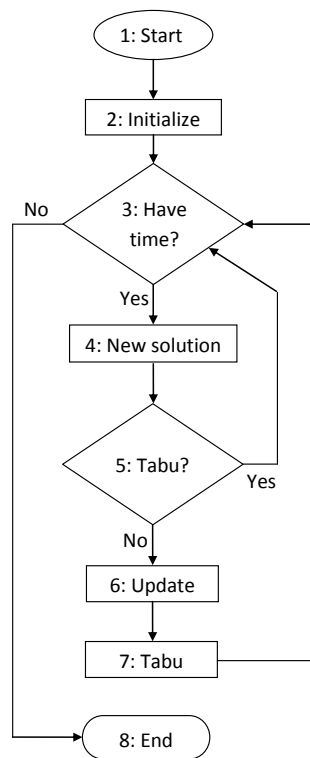 1: Start
2: Initialize
No
3: Have
time?
Yes
4: New solution
5: Tabu?
Yes
No
6: Update
7: Tabu
8: End